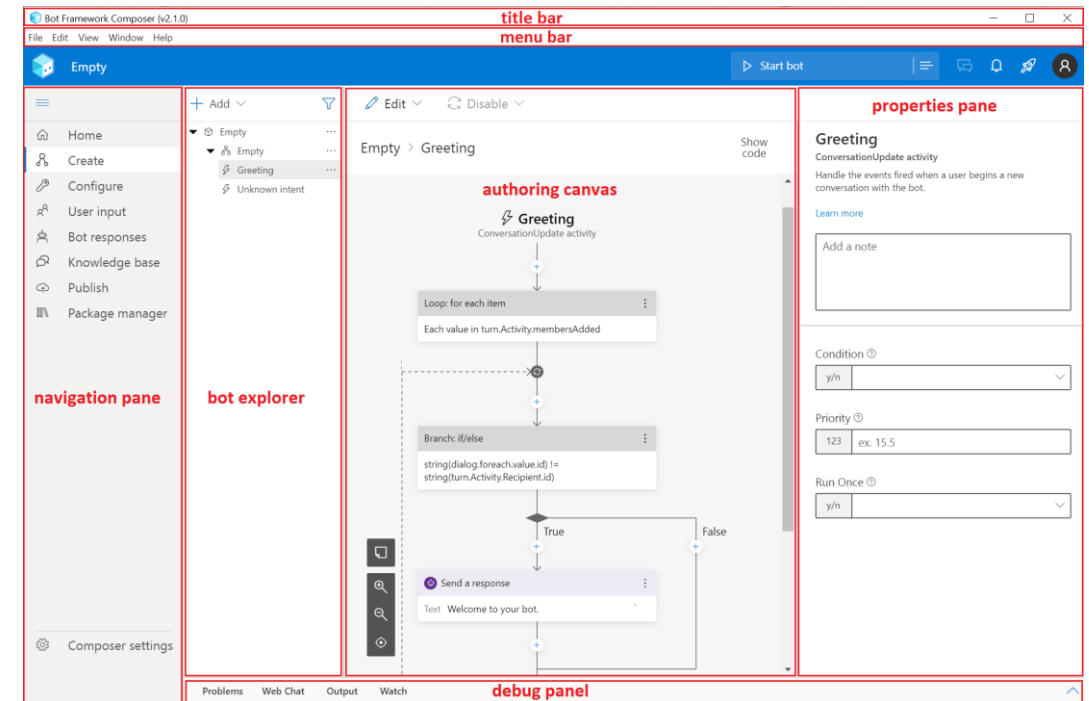 Bot Framework Composer (v2.1.0)
title bar
File Edit View Window Help
menu bar
Empty
Start bot
navigation pane
Home
Create
Configure
User input
Bot responses
Knowledge base
Publish
Package manager
Composer settings
bot explorer
Add
Empty
Empty
Greeting
Unknown intent
Edit
Disable
Empty > Greeting
Show
code
authoring canvas
Greeting
ConversationUpdate activity
Loop: for each item
Each value in turn.Activity.membersAdded
Branch: if/else
string(dialog.foreach.value.id) !=
string(turn.Activity.Recipient.id)
True
False
Send a response
Text Welcome to your bot.
properties pane
Greeting
ConversationUpdate activity
Handle the events fired when a user begins a new
conversation with the bot.
Learn more
Add a note
Condition
y/n
Priority
123 ex. 15.5
Run Once
y/n
Problems Web Chat Output Watch
debug panel